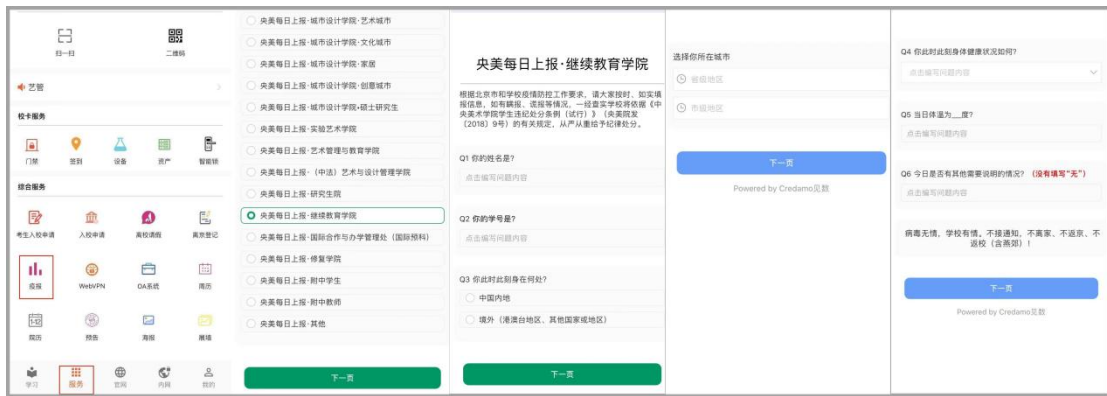 扫一扫
二维码
艺管
校卡服务
门禁
签到
设备
资产
智能锁
综合服务
考生入校申请
入校申请
离校请假
离京登记
疫报
WebVPN
OA系统
周历
院历
预告
海报
展墙
学习
服务
官网
内网
我的
央美每日上报·城市设计学院·艺术城市
央美每日上报·城市设计学院·文化城市
央美每日上报·城市设计学院·家居
央美每日上报·城市设计学院·创意城市
央美每日上报·城市设计学院·硕士研究生
央美每日上报·实验艺术学院
央美每日上报·艺术管理与教育学院
央美每日上报·（中法）艺术与设计管理学院
央美每日上报·研究生院
央美每日上报·继续教育学院
央美每日上报·国际合作与办学管理处（国际预科）
央美每日上报·修复学院
央美每日上报·附中学生
央美每日上报·附中教师
央美每日上报·其他
下一页
央美每日上报·继续教育学院
根据北京市和学校疫情防控工作要求，请大家按时、如实填
报信息，如有瞒报、谎报等情况，一经查实学校将依据《中
央美术学院学生违纪处分条例（试行）》（央美院发
〔2018〕9号）的有关规定，从严从重给予纪律处分。
Q1 你的姓名是?
点击编写问题内容
Q2 你的学号是?
点击编写问题内容
Q3 你此时此刻身在何处?
中国内地
境外（港澳台地区、其他国家或地区）
下一页
选择你所在城市
省级地区
市级地区
下一页
Powered by Credamo见数
Q4 你此时此刻身体健康状况如何?
点击编写问题内容
Q5 当日体温为__度?
点击编写问题内容
Q6 今日是否有其他需要说明的情况?（没有填写“无”）
点击编写问题内容
病毒无情，学校有情。不接通知，不离家、不返京、不
返校（含燕郊）！
下一页
Powered by Credamo见数